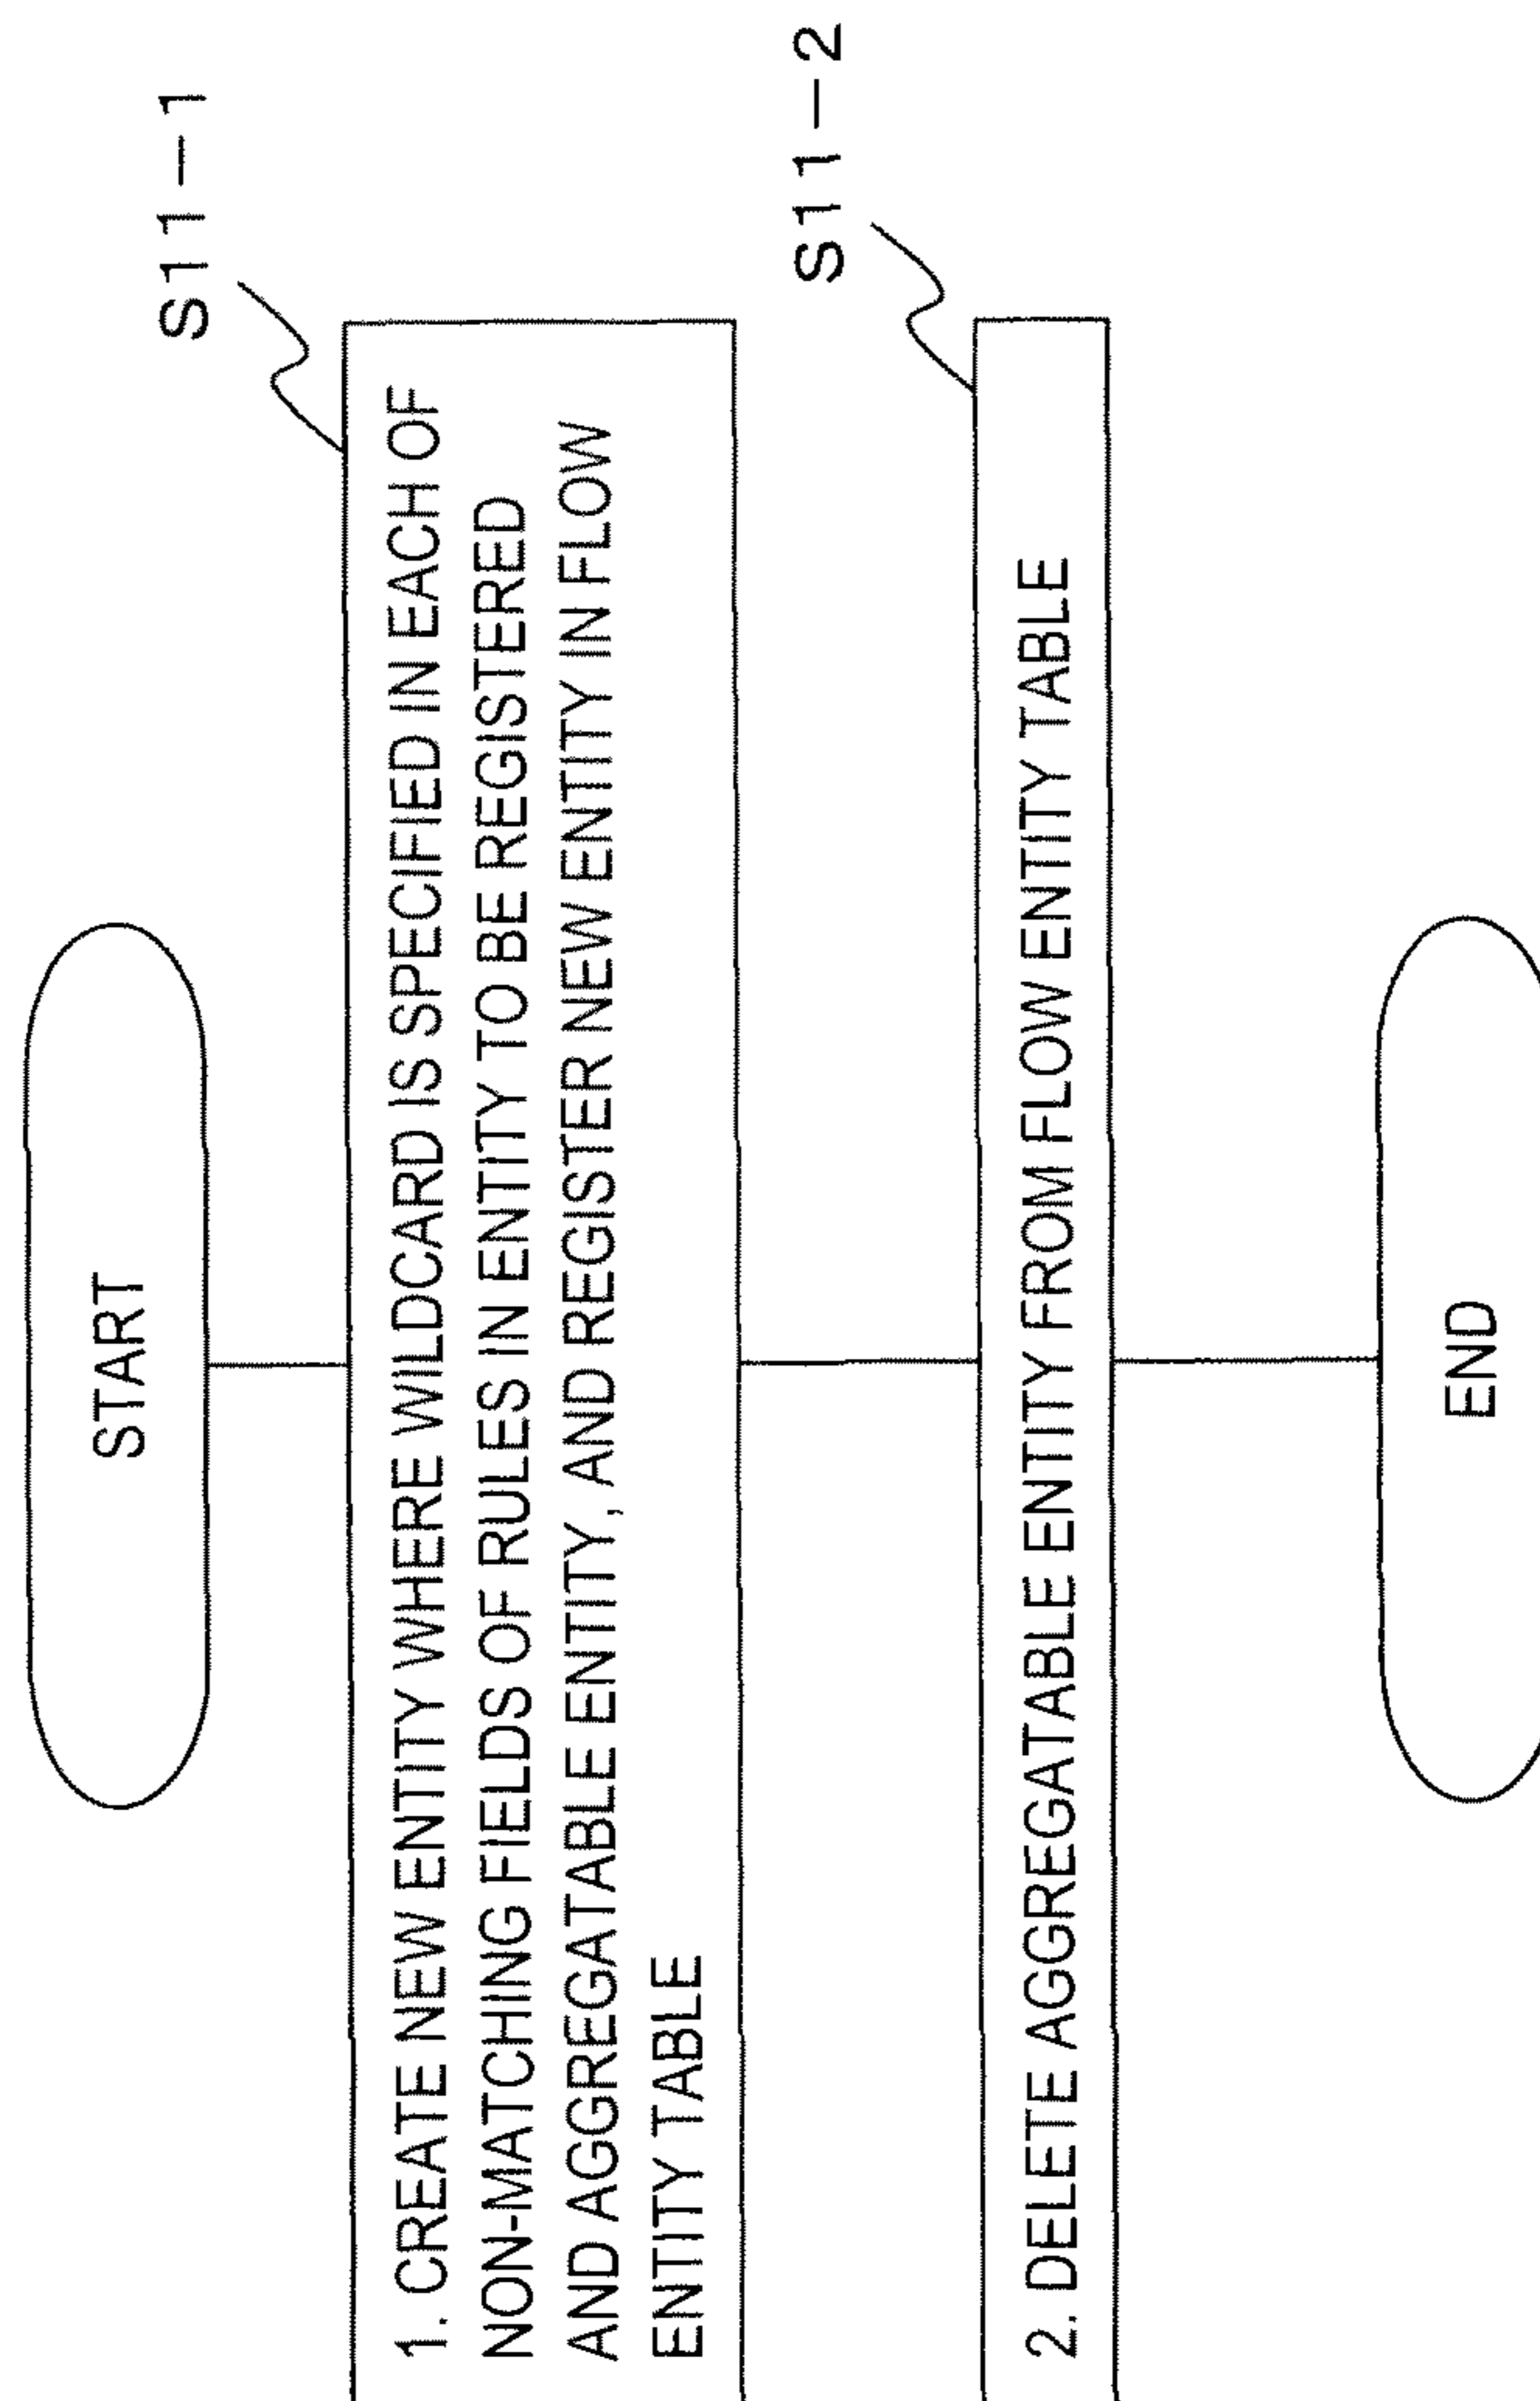 START
S11-1
1. CREATE NEW ENTITY WHERE WILDCARD IS SPECIFIED IN EACH OF
NON-MATCHING FIELDS OF RULES IN ENTITY TO BE REGISTERED
AND AGGREGATABLE ENTITY, AND REGISTER NEW ENTITY IN FLOW
ENTITY TABLE
S11-2
2. DELETE AGGREGATABLE ENTITY FROM FLOW ENTITY TABLE
END